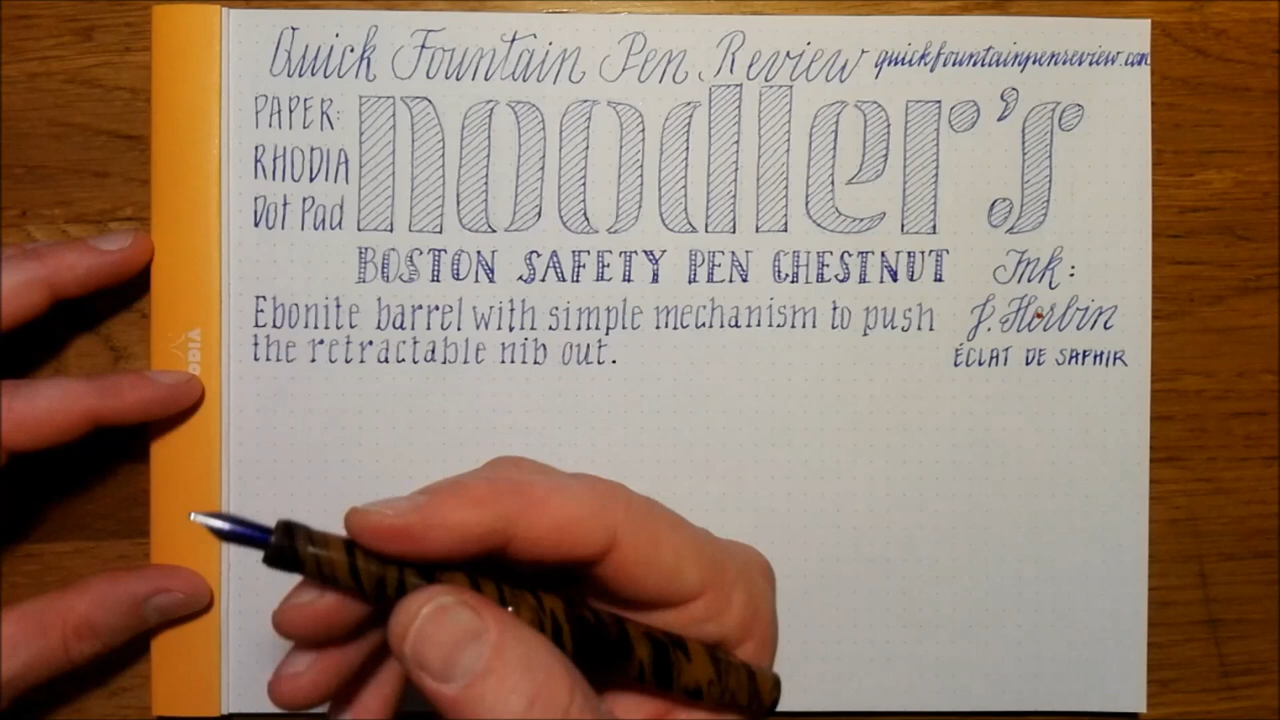 Quick Fountain Pen Review quickfountainpenreview.com
PAPER:
RHODIA
Dot Pad
noodler's
BOSTON SAFETY PEN CHESTNUT
Ink:
J. Herbin
ÉCLAT DE SAPHIR
Ebonite barrel with simple mechanism to push
the retractable nib out.